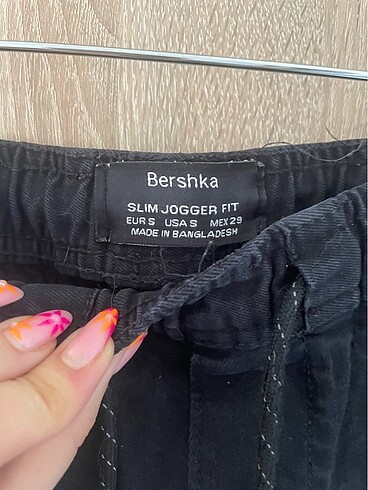 Bershka
SLIM JOGGER FIT
EUR S USA S MEX 29
MADE IN BANGLADESH